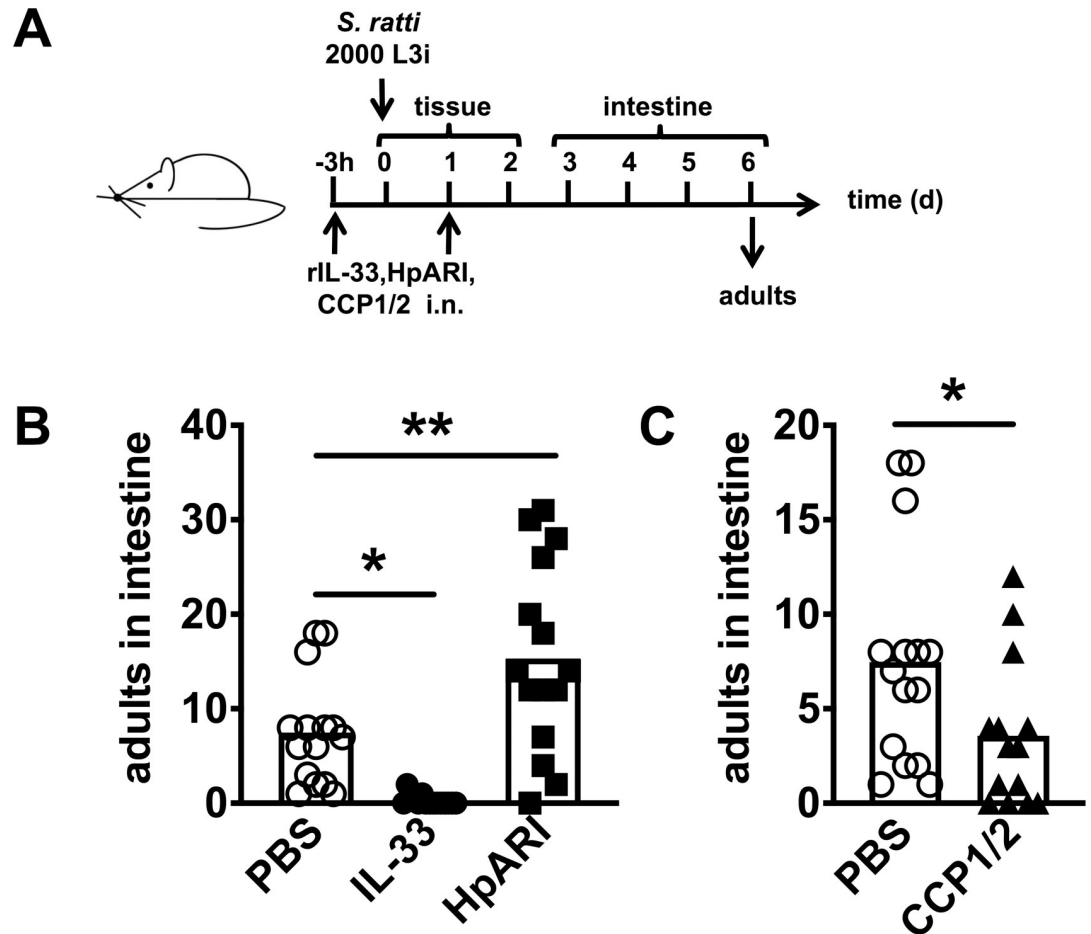 A
S. ratti
2000 L3i
tissue
intestine
-3h 0 1 2 3 4 5 6
time (d)
rIL-33,HpARI,
CCP1/2 i.n.
adults
B
adults in intestine
40
30
20
10
0
**
*
PBS
IL-33
HpARI
C
adults in intestine
20
15
10
5
0
*
PBS
CCP1/2